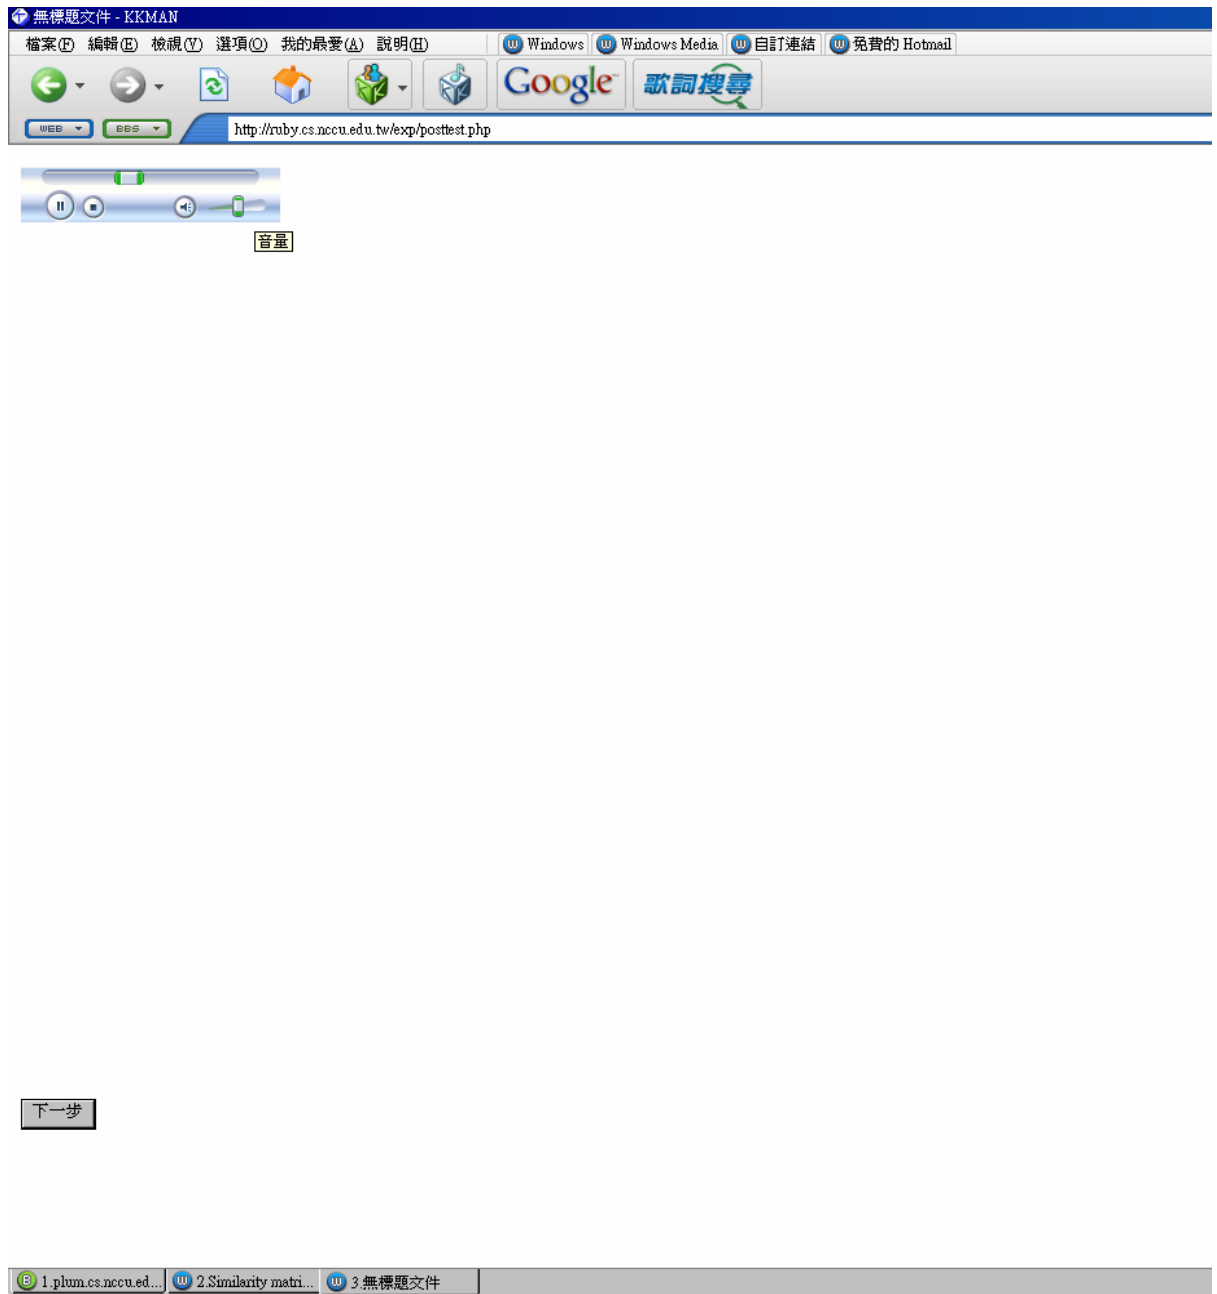 無標題文件 - KKMAN
檔案(F) 編輯(E) 檢視(V) 選項(O) 我的最愛(A) 說明(H) Windows Windows Media 自訂連結 免費的 Hotmail
Google 歌詞搜尋
WEB BBS http://ruby.cs.nccu.edu.tw/exp/posttest.php
音量
下一步
1.plum.cs.nccu.ed... 2.Similarity matri... 3.無標題文件